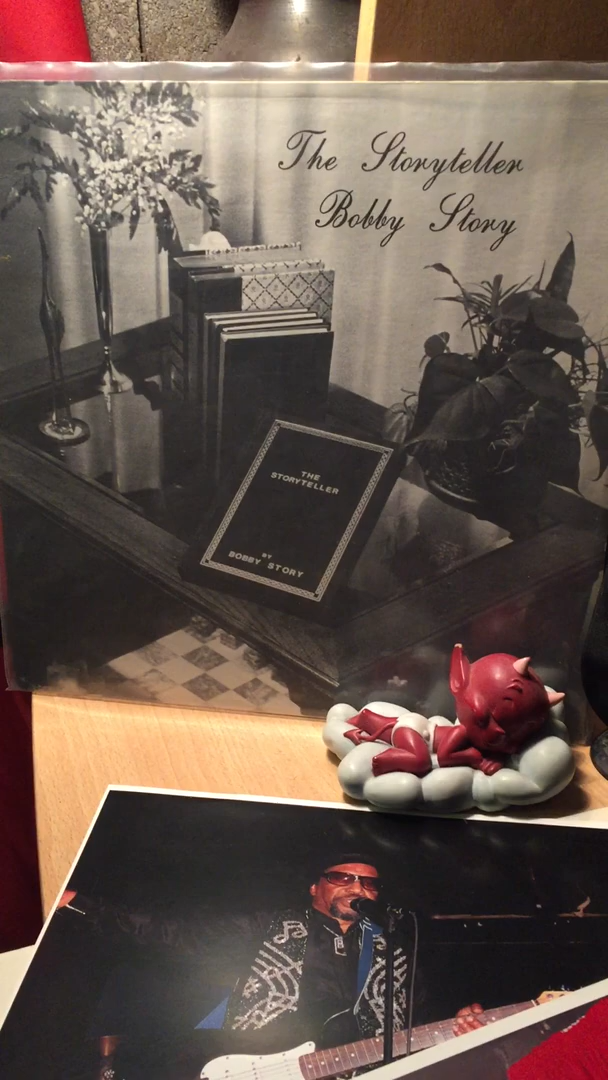 The Storyteller
Bobby Story
THE
STORYTELLER
BY
BOBBY STORY